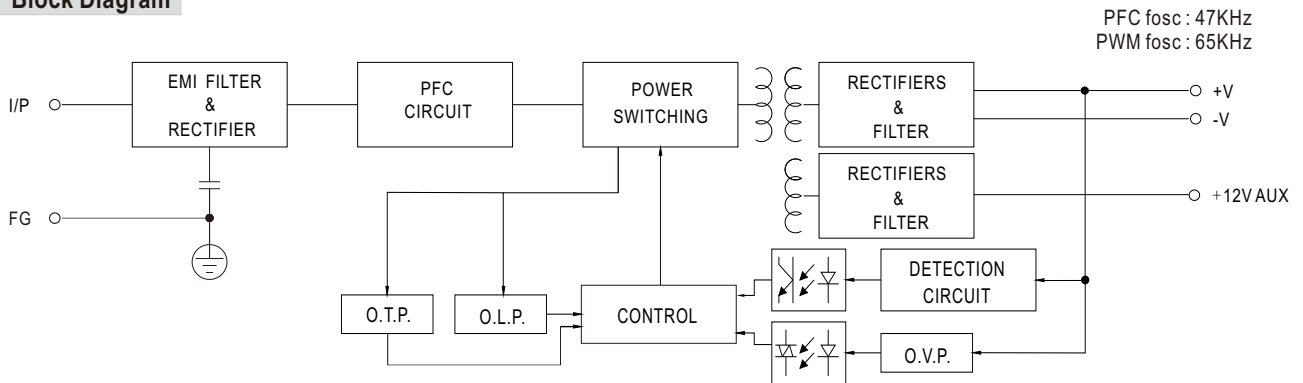 Block Diagram
PFC fosc : 47KHz
PWM fosc : 65KHz
I/P
EMI FILTER
&
RECTIFIER
PFC
CIRCUIT
POWER
SWITCHING
RECTIFIERS
&
FILTER
+V
-V
RECTIFIERS
&
FILTER
+12V AUX
FG
DETECTION
CIRCUIT
O.T.P.
O.L.P.
CONTROL
O.V.P.